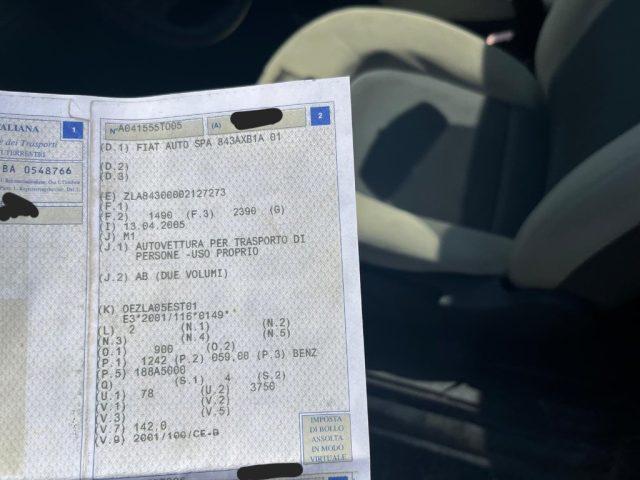 ALIANA
1
e dei Trasporti
UTERRESTRI
BA 0548766
N° A041555T005
(A)
2
(D.1) FIAT AUTO SPA 843AXB1A 01
(D.2)
(D.3)
(E) ZLA84300002127273
(F.1)
(F.2) 1490 (F.3) 2390 (G)
(I) 13.04.2005
(J) M1
(J.1) AUTOVETTURA PER TRASPORTO DI
PERSONE -USO PROPRIO
(J.2) AB (DUE VOLUMI)
(K) OEZLA05EST01
E3*2001/116*0149*
(L) 2 (N.1) (N.2)
(N.3) (N.4) (N.5)
(O.1) 900 (O.2)
(P.1) 1242 (P.2) 059,00 (P.3) BENZ
(P.5) 188A5000
(Q) (S.1) 4 (S.2)
(U.1) 78 (U.2) 3750
(V.1) (V.2)
(V.3) (V.5)
(V.7) 142,0
(V.9) 2001/100/CE-B
IMPOSTA
DI BOLLO
ASSOLTA
IN MODO
VIRTUALE